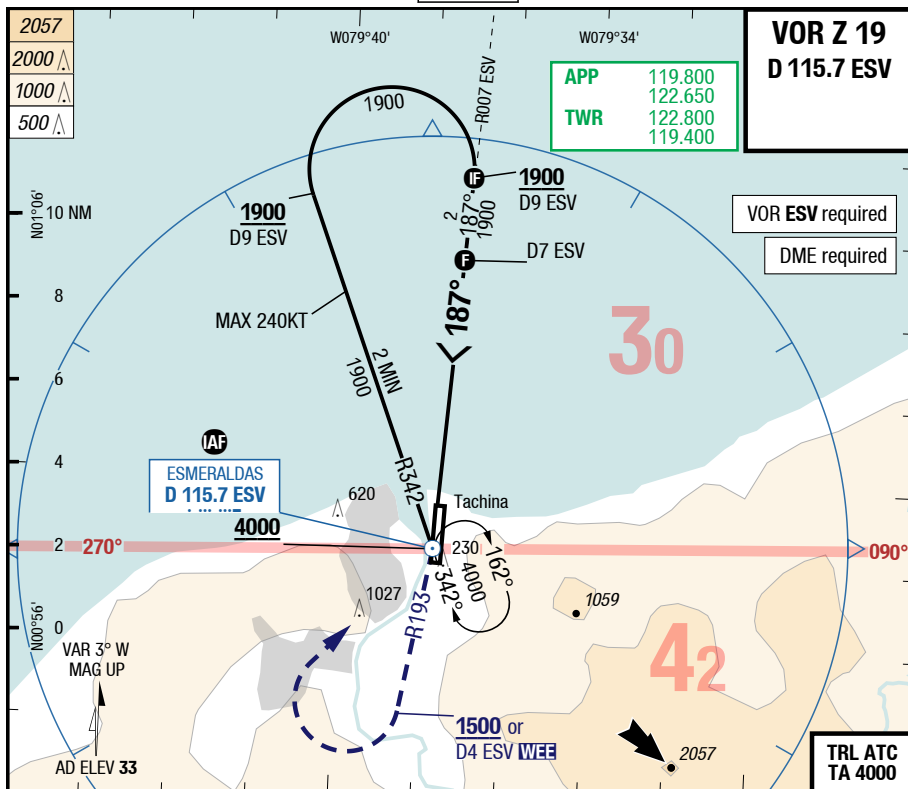 2057
2000
1000
500
W079°40'
W079°34'
R007 ESV
VOR Z 19
D 115.7 ESV
APP 119.800
122.650
TWR 122.800
119.400
VOR ESV required
DME required
1900
IF
1900
D9 ESV
1900
D9 ESV
2
187°
1900
F
D7 ESV
187°
MAX 240KT
2 MIN
1900
R342
N01°06'
10 NM
8
6
4
2
0
N00°56'
30
IAF
ESMERALDAS
D 115.7 ESV
4000
620
Tachina
270°
090°
230
162°
4000
342°
1027
1059
R193
42
VAR 3° W
MAG UP
1500 or
D4 ESV WEE
2057
AD ELEV 33
TRL ATC
TA 4000